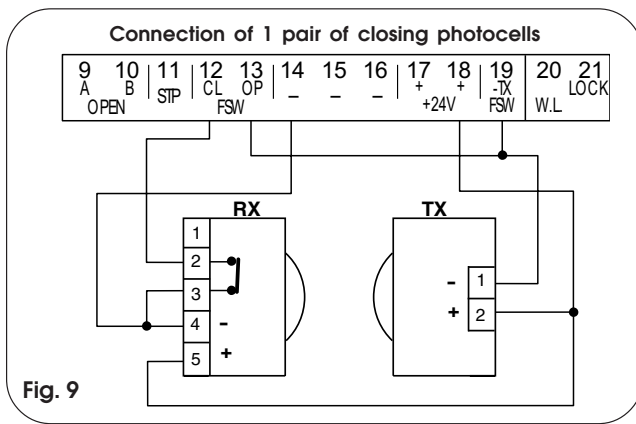 Connection of 1 pair of closing photocells
9 10 11 12 13 14 15 16 17 18 19 20 21
A B STP CL OP – – – + + -TX W.L. LOCK
OPEN FSW +24V FSW
RX TX
1
2
3
4 -
5 +
- 1
+ 2
Fig. 9